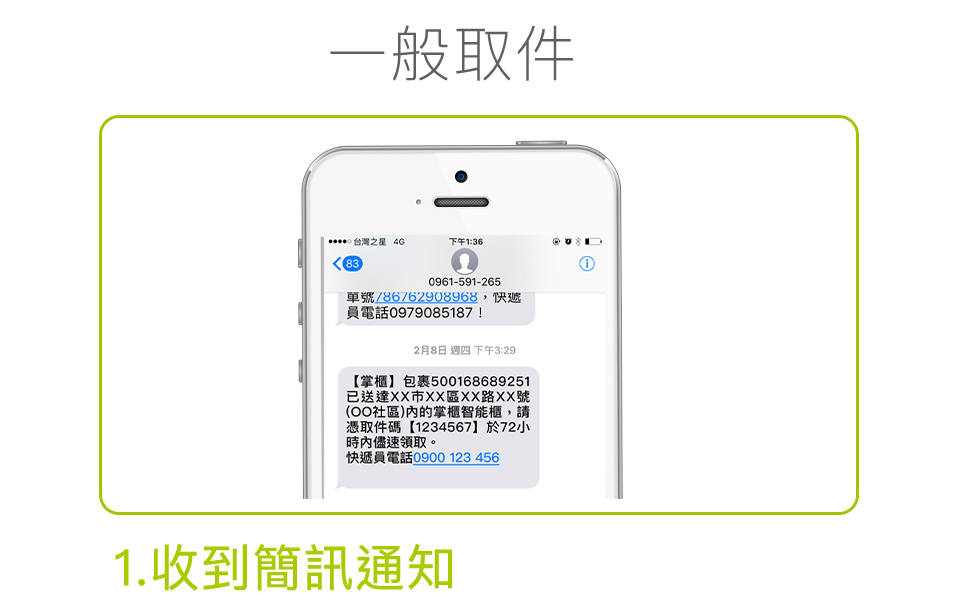 一般取件
台灣之星 4G 下午1:36
83
0961-591-265
單號786762908968,快遞
員電話0979085187!
2月8日 週四 下午3:29
【掌櫃】包裹500168689251
已送達XX市XX區XX路XX號
(OO社區)內的掌櫃智能櫃,請
憑取件碼【1234567】於72小
時內儘速領取。
快遞員電話0900 123 456
1.收到簡訊通知